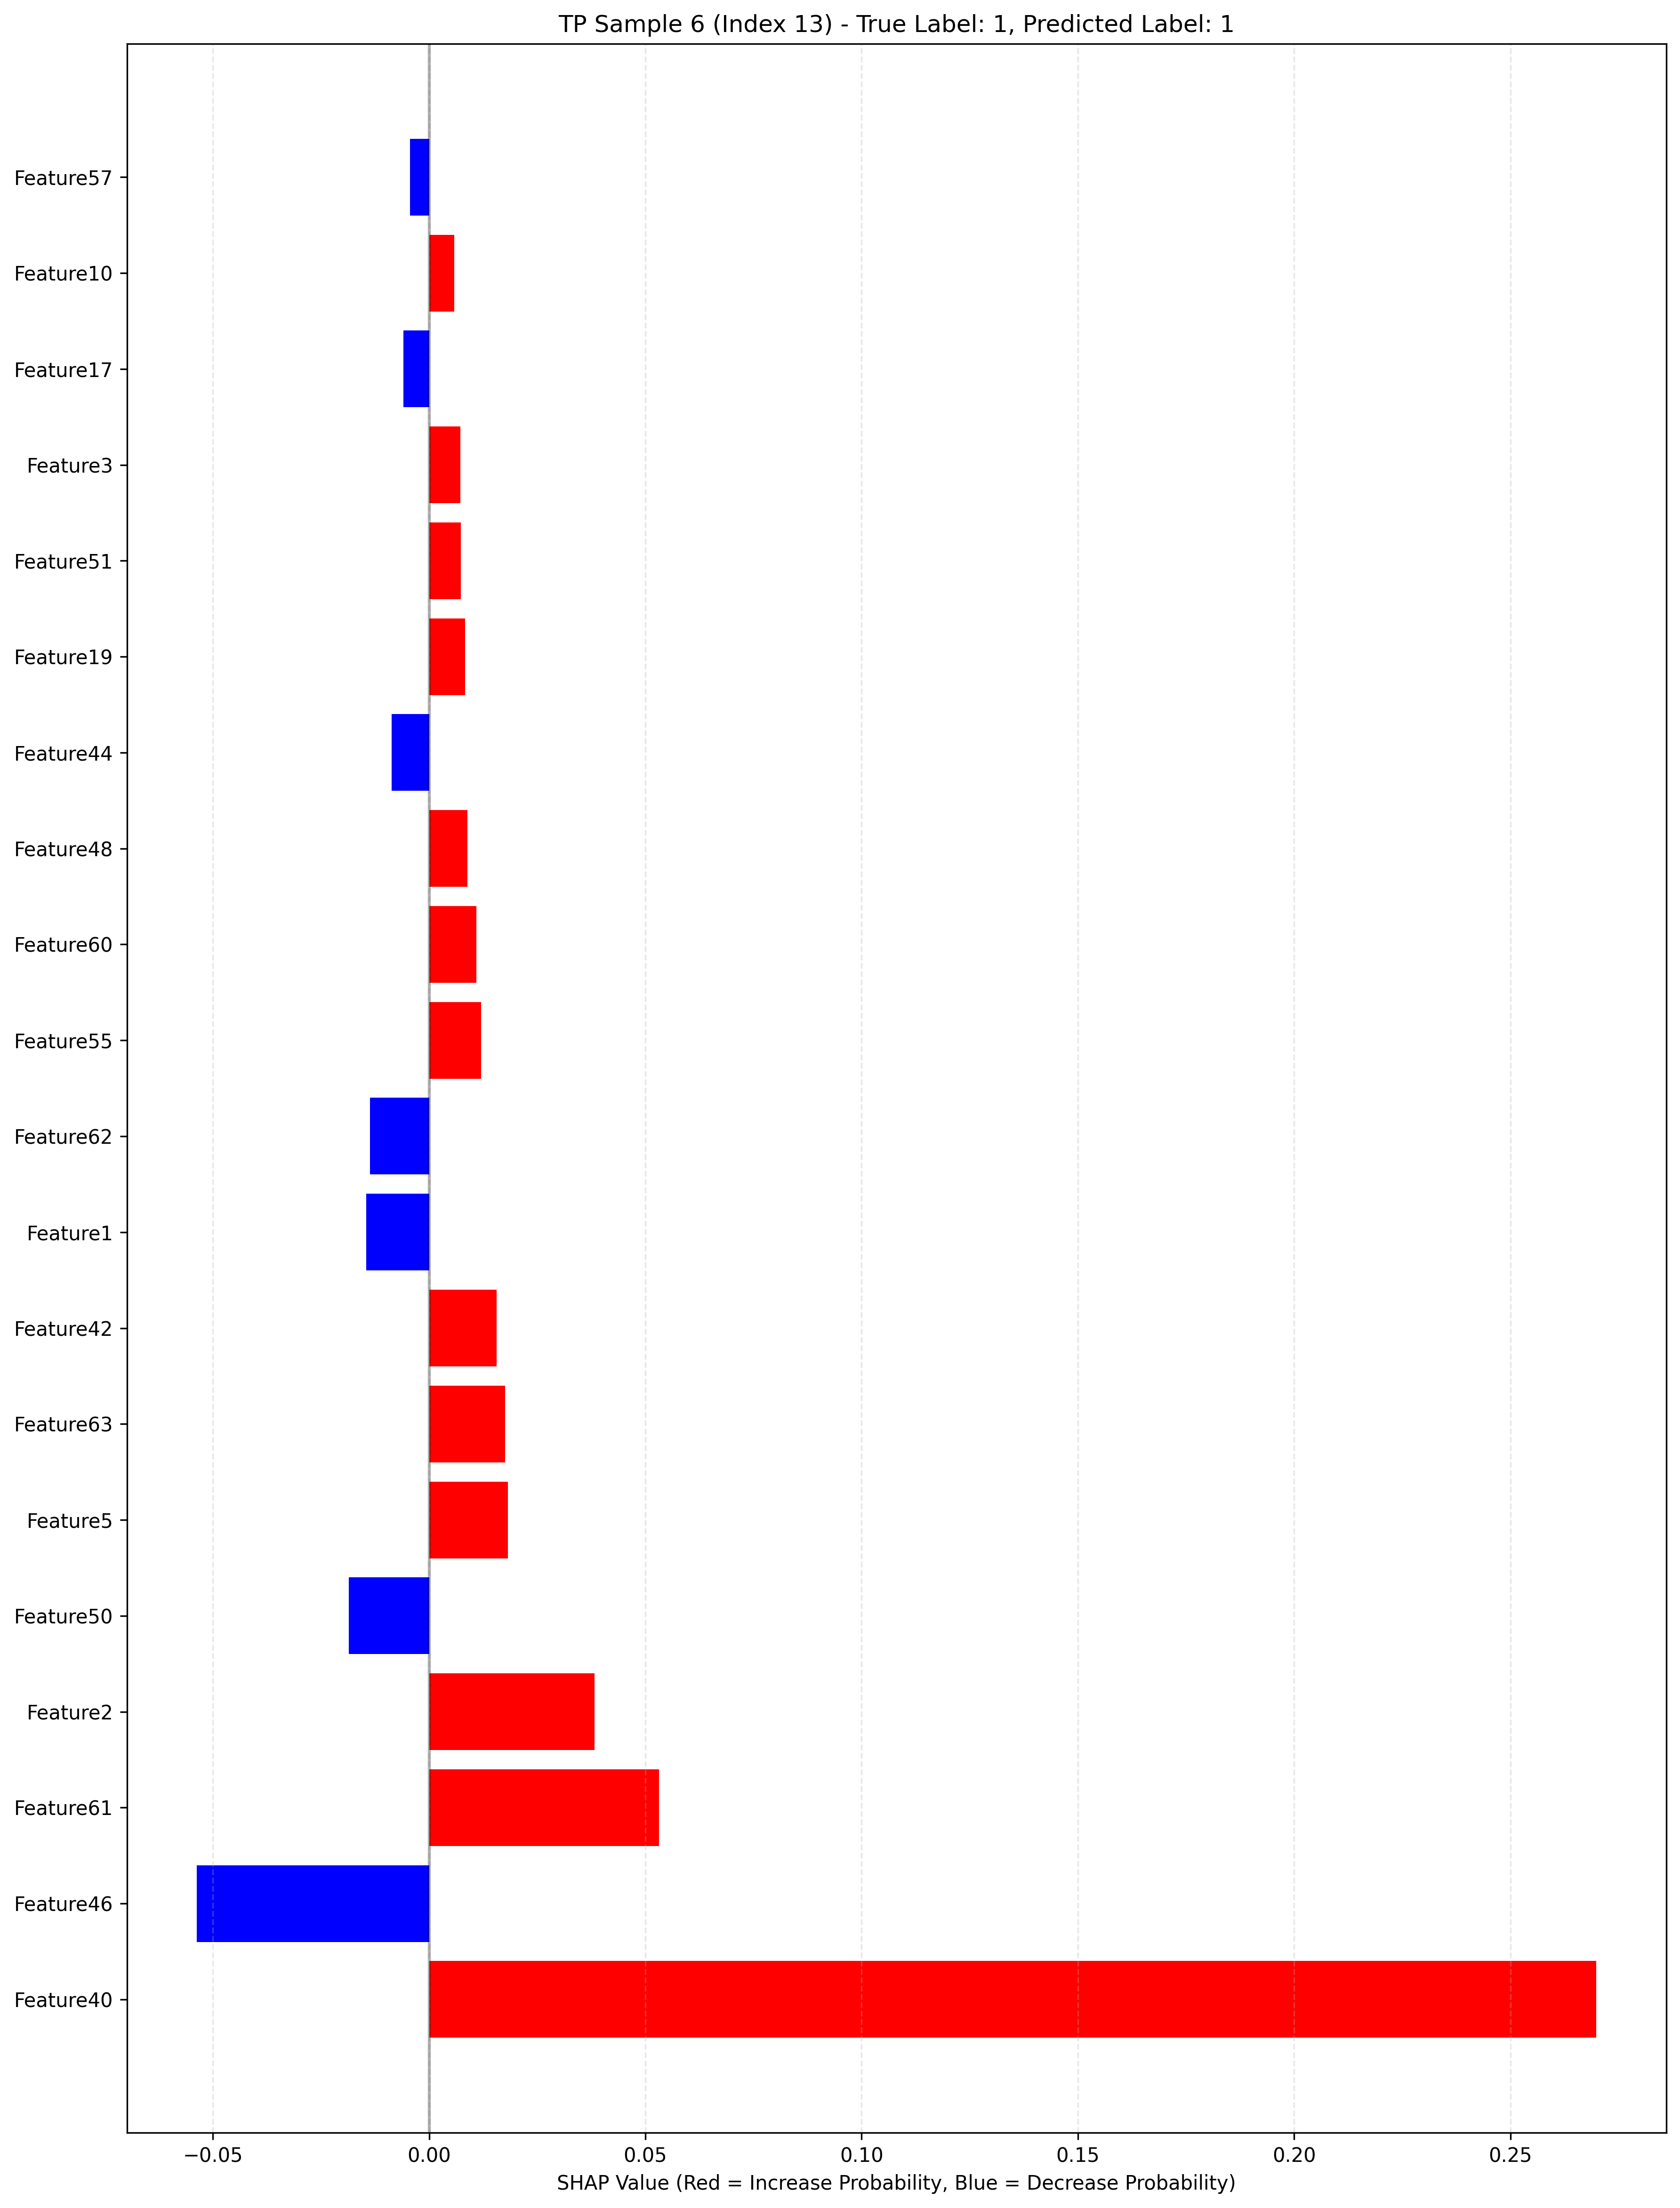 TP Sample 6 (Index 13) - True Label: 1, Predicted Label: 1
Feature57
Feature10
Feature17
Feature3
Feature51
Feature19
Feature44
Feature48
Feature60
Feature55
Feature62
Feature1
Feature42
Feature63
Feature5
Feature50
Feature2
Feature61
Feature46
Feature40
−0.05 0.00 0.05 0.10 0.15 0.20 0.25
SHAP Value (Red = Increase Probability, Blue = Decrease Probability)